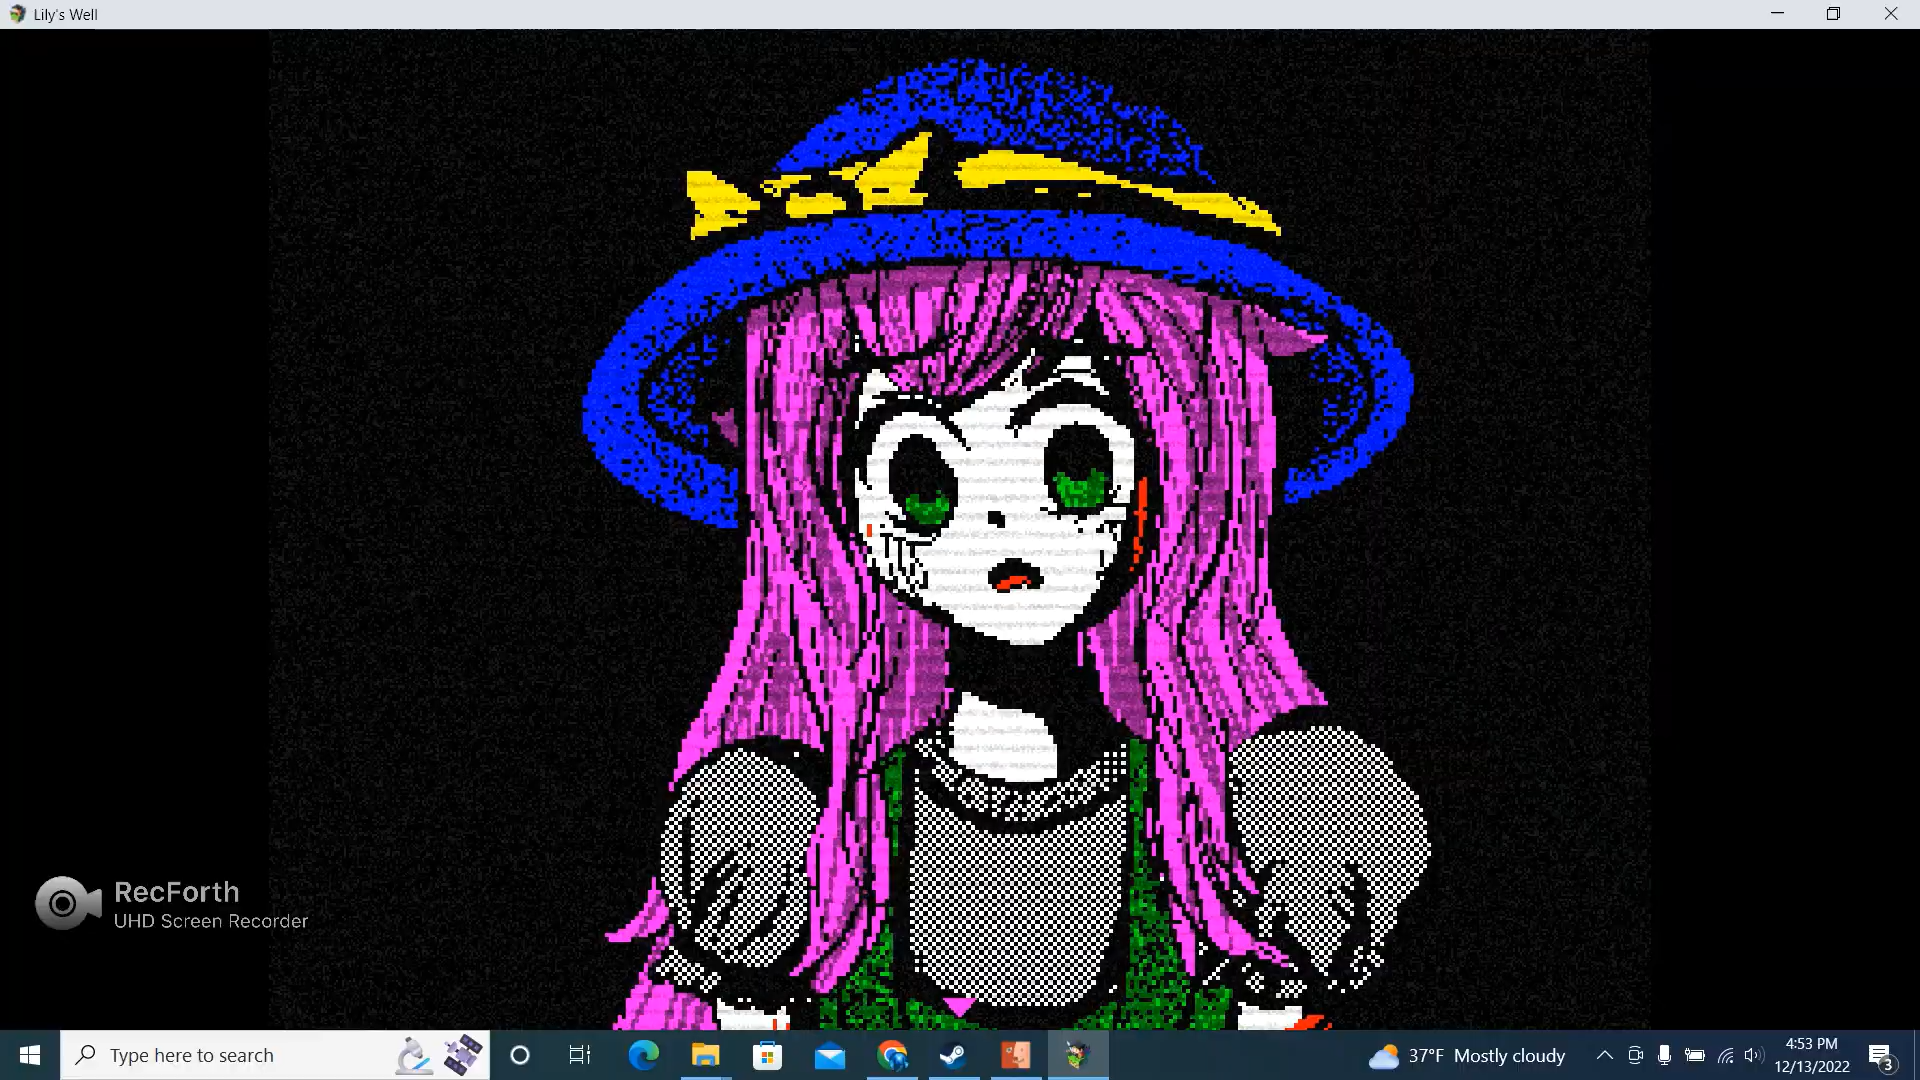 Lily's Well
RecForth
UHD Screen Recorder
Type here to search
37°F Mostly cloudy
4:53 PM
12/13/2022
3